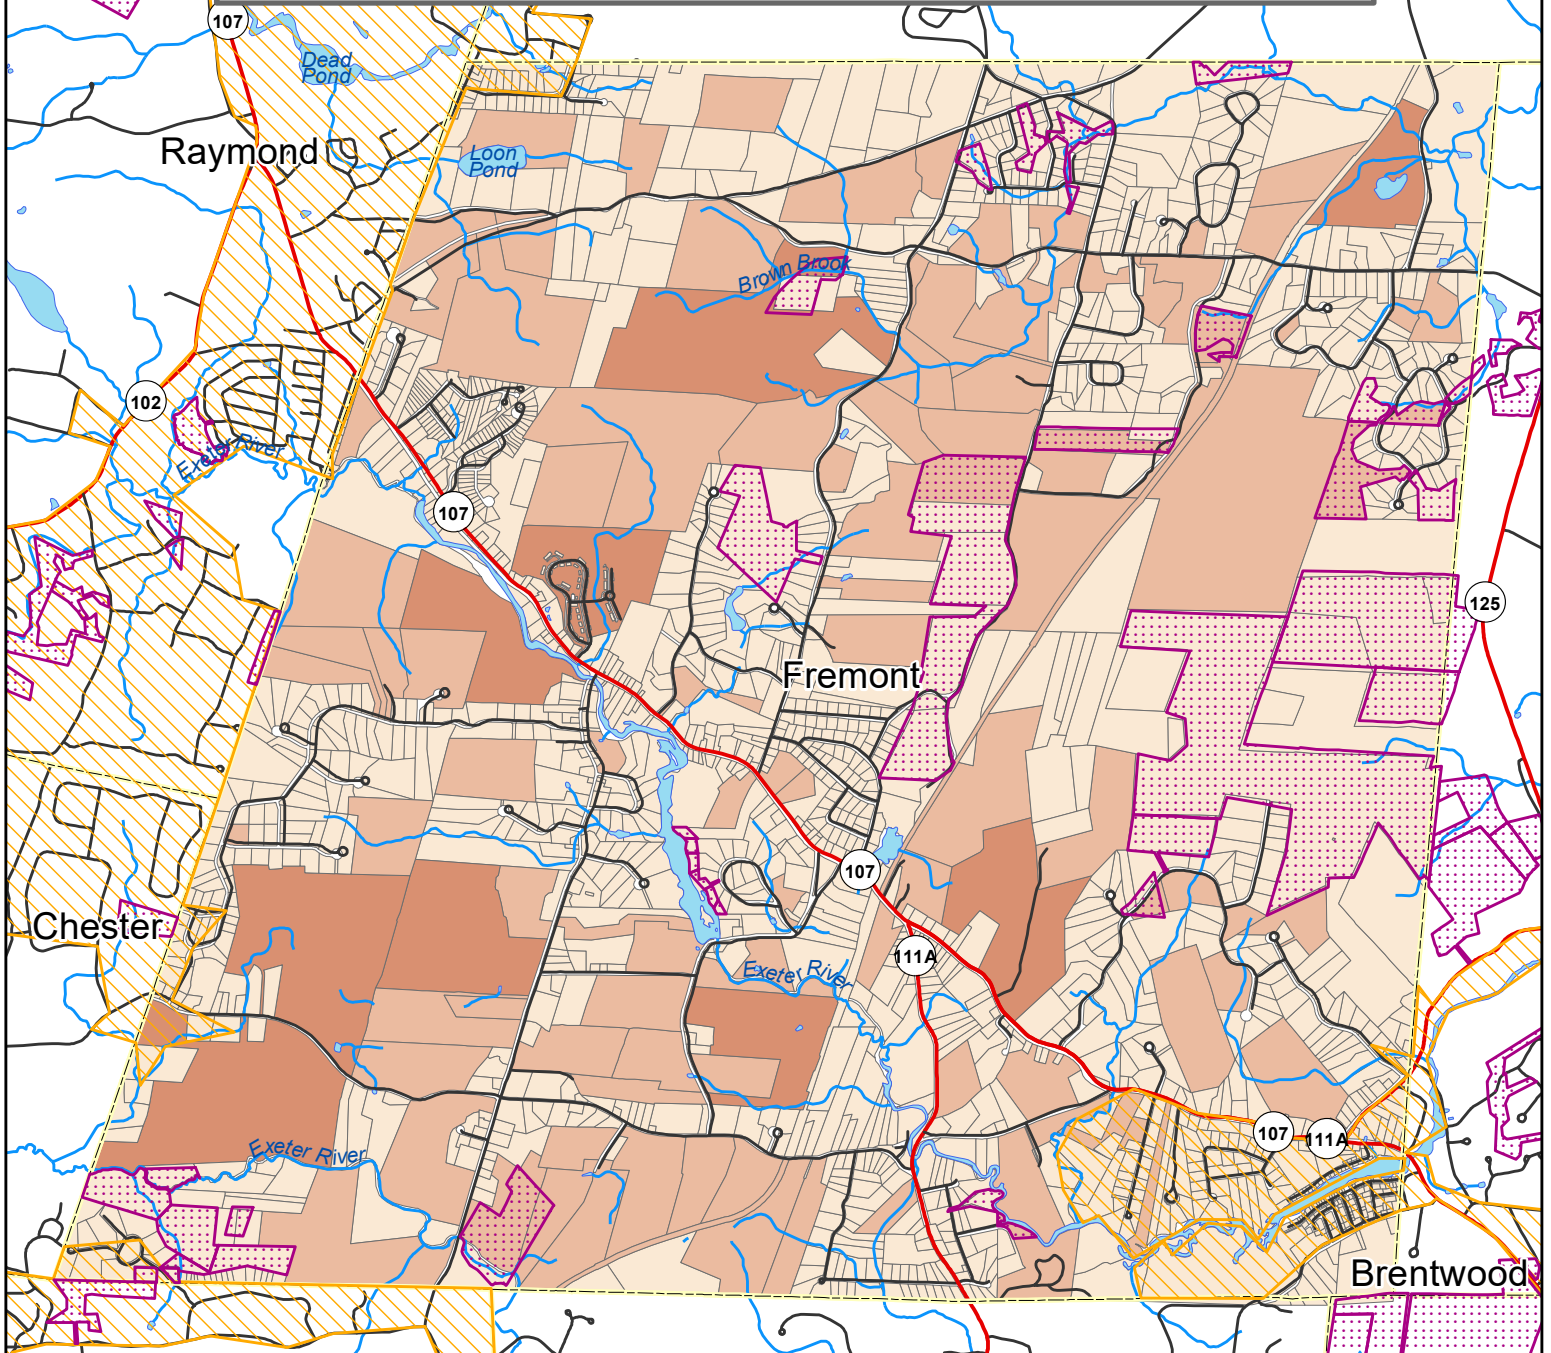 107
Dead
Pond
Raymond
Loon
Pond
Brown Brook
102
Exeter River
107
125
Fremont
107
Chester
111A
Exeter River
107
111A
Exeter River
Brentwood